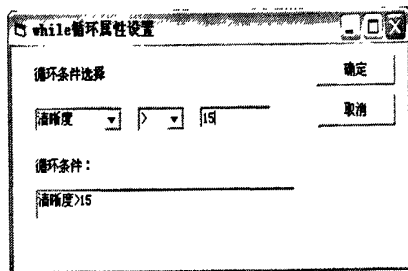 while循环属性设置
循环条件选择
确定
清晰度 > 15
取消
循环条件：
清晰度>15